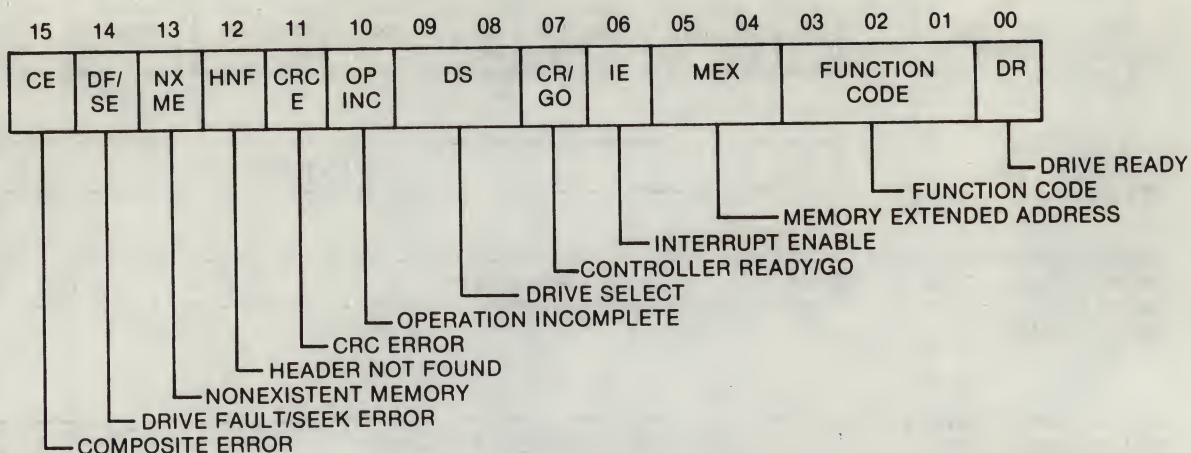 15 14 13 12 11 10 09 08 07 06 05 04 03 02 01 00
CE DF/SE NXME HNF CRCE OP INC DS CR/GO IE MEX FUNCTION CODE DR
DRIVE READY
FUNCTION CODE
MEMORY EXTENDED ADDRESS
INTERRUPT ENABLE
CONTROLLER READY/GO
DRIVE SELECT
OPERATION INCOMPLETE
CRC ERROR
HEADER NOT FOUND
NONEXISTENT MEMORY
DRIVE FAULT/SEEK ERROR
COMPOSITE ERROR